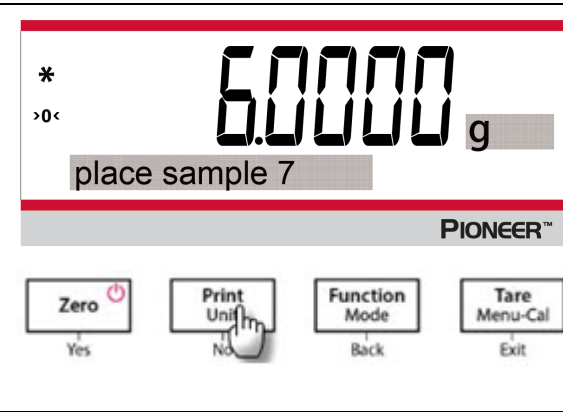 *
>0<
6.0000 g
place sample 7
PIONEER™
Zero Print Function Tare
Unit Mode Menu-Cal
Yes No Back Exit